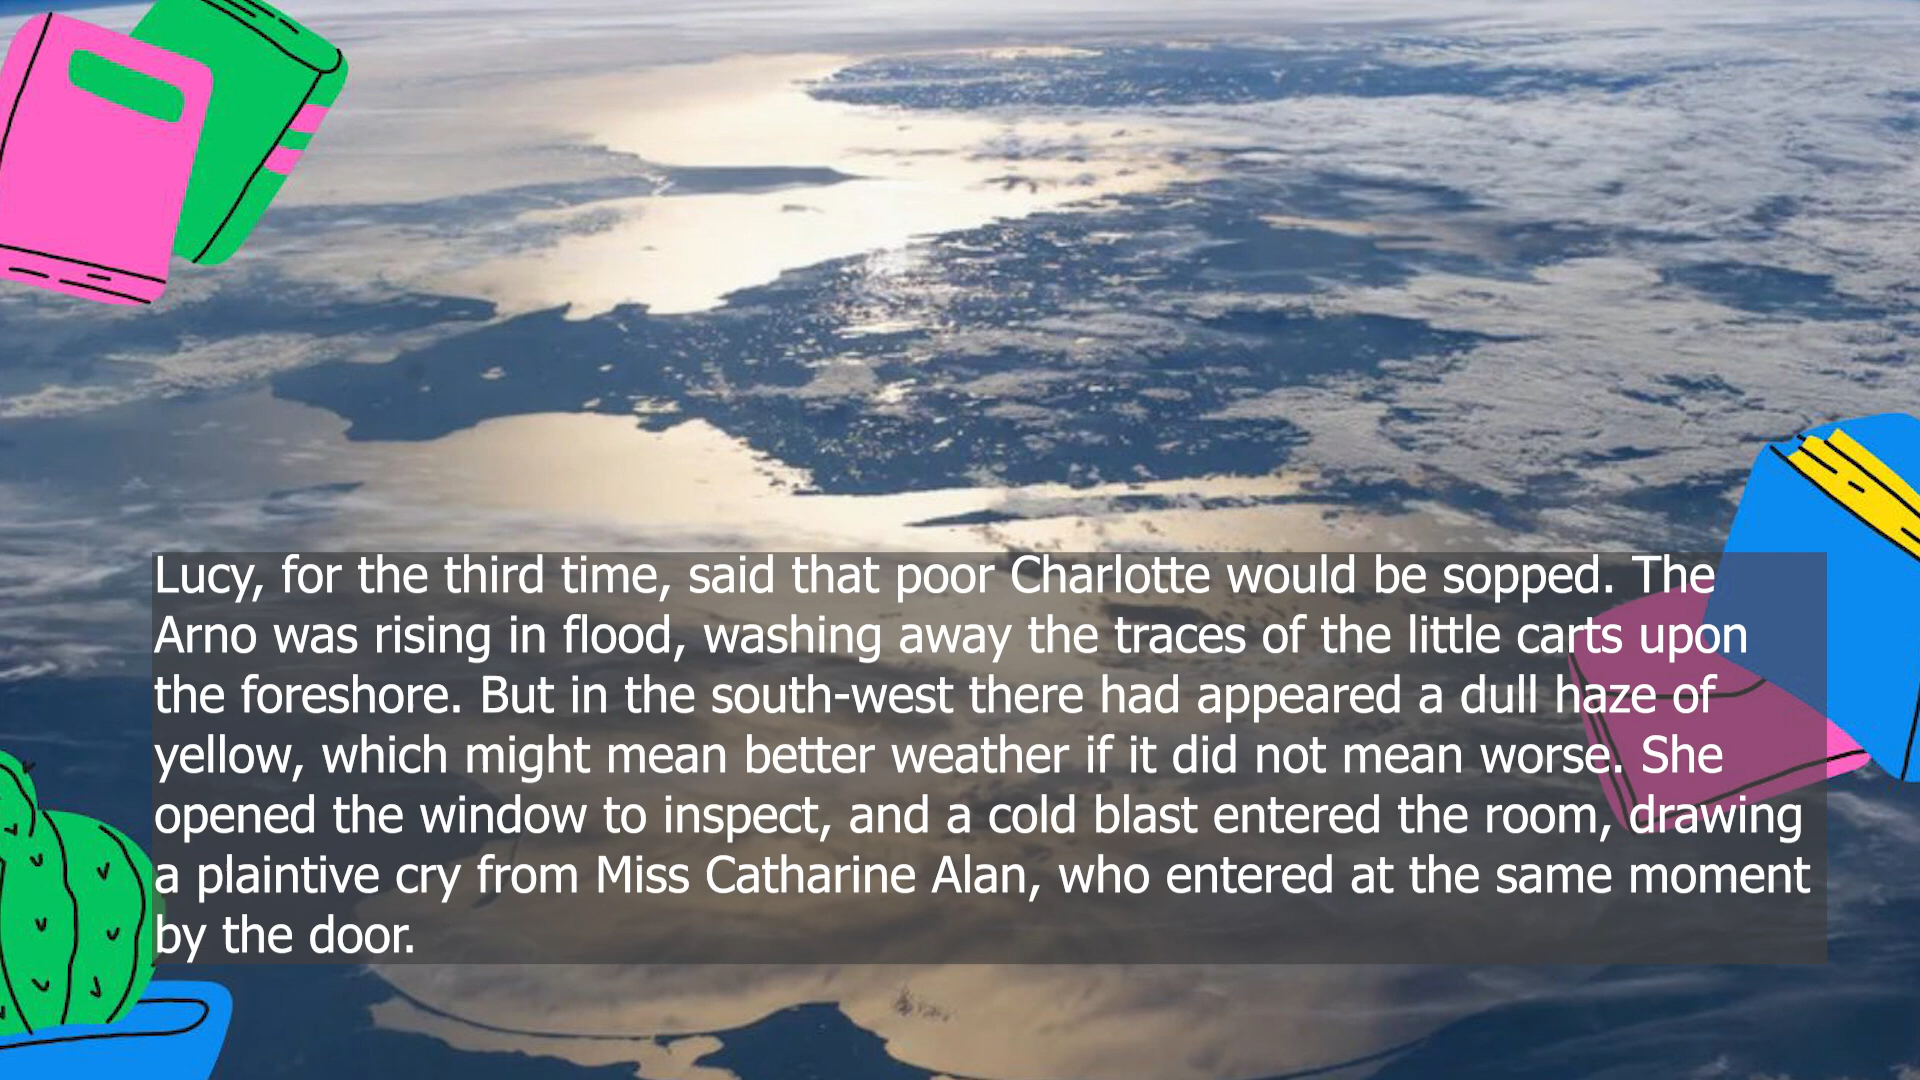 Lucy, for the third time, said that poor Charlotte would be sopped. The
Arno was rising in flood, washing away the traces of the little carts upon
the foreshore. But in the south-west there had appeared a dull haze of
yellow, which might mean better weather if it did not mean worse. She
opened the window to inspect, and a cold blast entered the room, drawing
a plaintive cry from Miss Catharine Alan, who entered at the same moment
by the door.